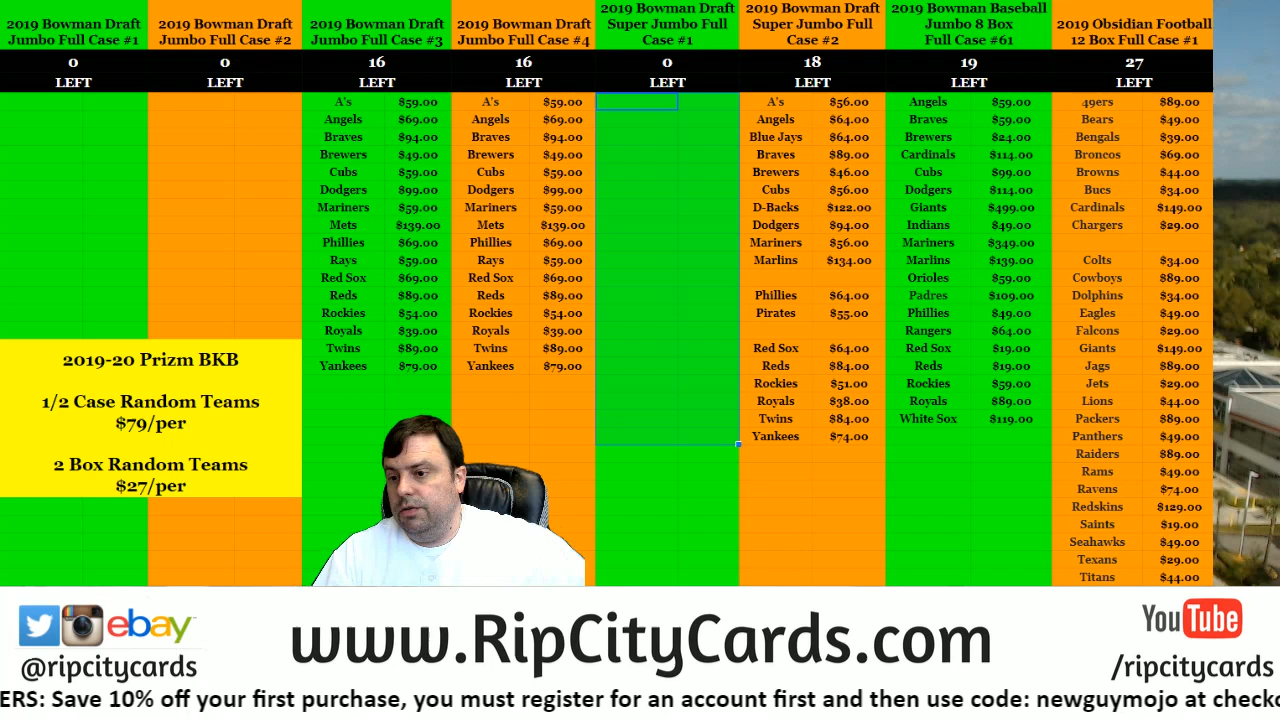 2019 Bowman Draft
Jumbo Full Case #1
0
LEFT
2019 Bowman Draft
Jumbo Full Case #2
0
LEFT
2019 Bowman Draft
Jumbo Full Case #3
16
LEFT
A's $59.00
Angels $69.00
Braves $94.00
Brewers $49.00
Cubs $59.00
Dodgers $99.00
Mariners $59.00
Mets $139.00
Phillies $69.00
Rays $59.00
Red Sox $69.00
Reds $89.00
Rockies $54.00
Royals $39.00
Twins $89.00
Yankees $79.00
2019 Bowman Draft
Jumbo Full Case #4
16
LEFT
A's $59.00
Angels $69.00
Braves $94.00
Brewers $49.00
Cubs $59.00
Dodgers $99.00
Mariners $59.00
Mets $139.00
Phillies $69.00
Rays $59.00
Red Sox $69.00
Reds $89.00
Rockies $54.00
Royals $39.00
Twins $89.00
Yankees $79.00
2019 Bowman Draft
Super Jumbo Full
Case #1
0
LEFT
2019 Bowman Draft
Super Jumbo Full
Case #2
18
LEFT
A's $56.00
Angels $64.00
Blue Jays $64.00
Braves $89.00
Brewers $46.00
Cubs $56.00
D-Backs $122.00
Dodgers $94.00
Mariners $56.00
Marlins $134.00
Phillies $64.00
Pirates $55.00
Red Sox $64.00
Reds $84.00
Rockies $51.00
Royals $38.00
Twins $84.00
Yankees $74.00
2019 Bowman Baseball
Jumbo 8 Box
Full Case #61
19
LEFT
Angels $59.00
Braves $59.00
Brewers $24.00
Cardinals $114.00
Cubs $99.00
Dodgers $114.00
Giants $499.00
Indians $49.00
Mariners $349.00
Marlins $139.00
Orioles $59.00
Padres $109.00
Phillies $49.00
Rangers $64.00
Red Sox $19.00
Reds $19.00
Rockies $59.00
Royals $89.00
White Sox $119.00
2019 Obsidian Football
12 Box Full Case #1
27
LEFT
49ers $89.00
Bears $49.00
Bengals $39.00
Broncos $69.00
Browns $44.00
Bucs $34.00
Cardinals $149.00
Chargers $29.00
Colts $34.00
Cowboys $89.00
Dolphins $34.00
Eagles $49.00
Falcons $29.00
Giants $149.00
Jags $89.00
Jets $29.00
Lions $44.00
Packers $89.00
Panthers $49.00
Raiders $89.00
Rams $49.00
Ravens $74.00
Redskins $129.00
Saints $19.00
Seahawks $49.00
Texans $29.00
Titans $44.00
2019-20 Prizm BKB
1/2 Case Random Teams
$79/per
2 Box Random Teams
$27/per
ebay
@ripcitycards
www.RipCityCards.com
YouTube
/ripcitycards
ERS: Save 10% off your first purchase, you must register for an account first and then use code: newguymojo at checko